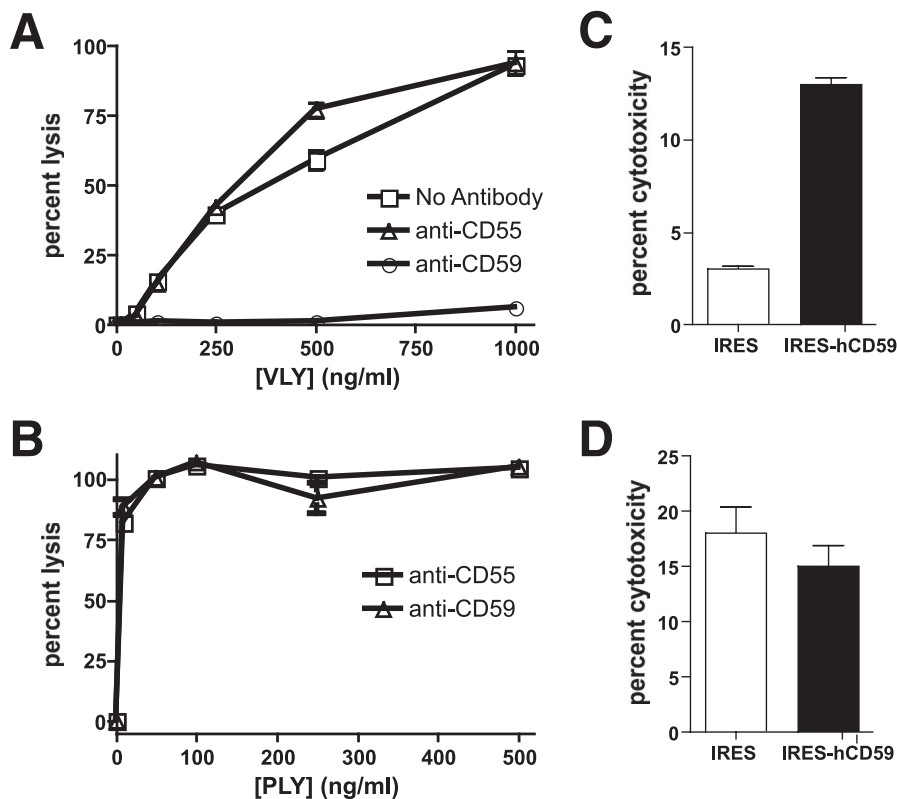 A
percent lysis
100
75
50
25
0
0 250 500 750 1000
[VLY] (ng/ml)
No Antibody
anti-CD55
anti-CD59
C
percent cytotoxicity
15
10
5
0
IRES IRES-hCD59
B
percent lysis
100
75
50
25
0
0 100 200 300 400 500
[PLY] (ng/ml)
anti-CD55
anti-CD59
D
percent cytotoxicity
25
20
15
10
5
0
IRES IRES-hCD59